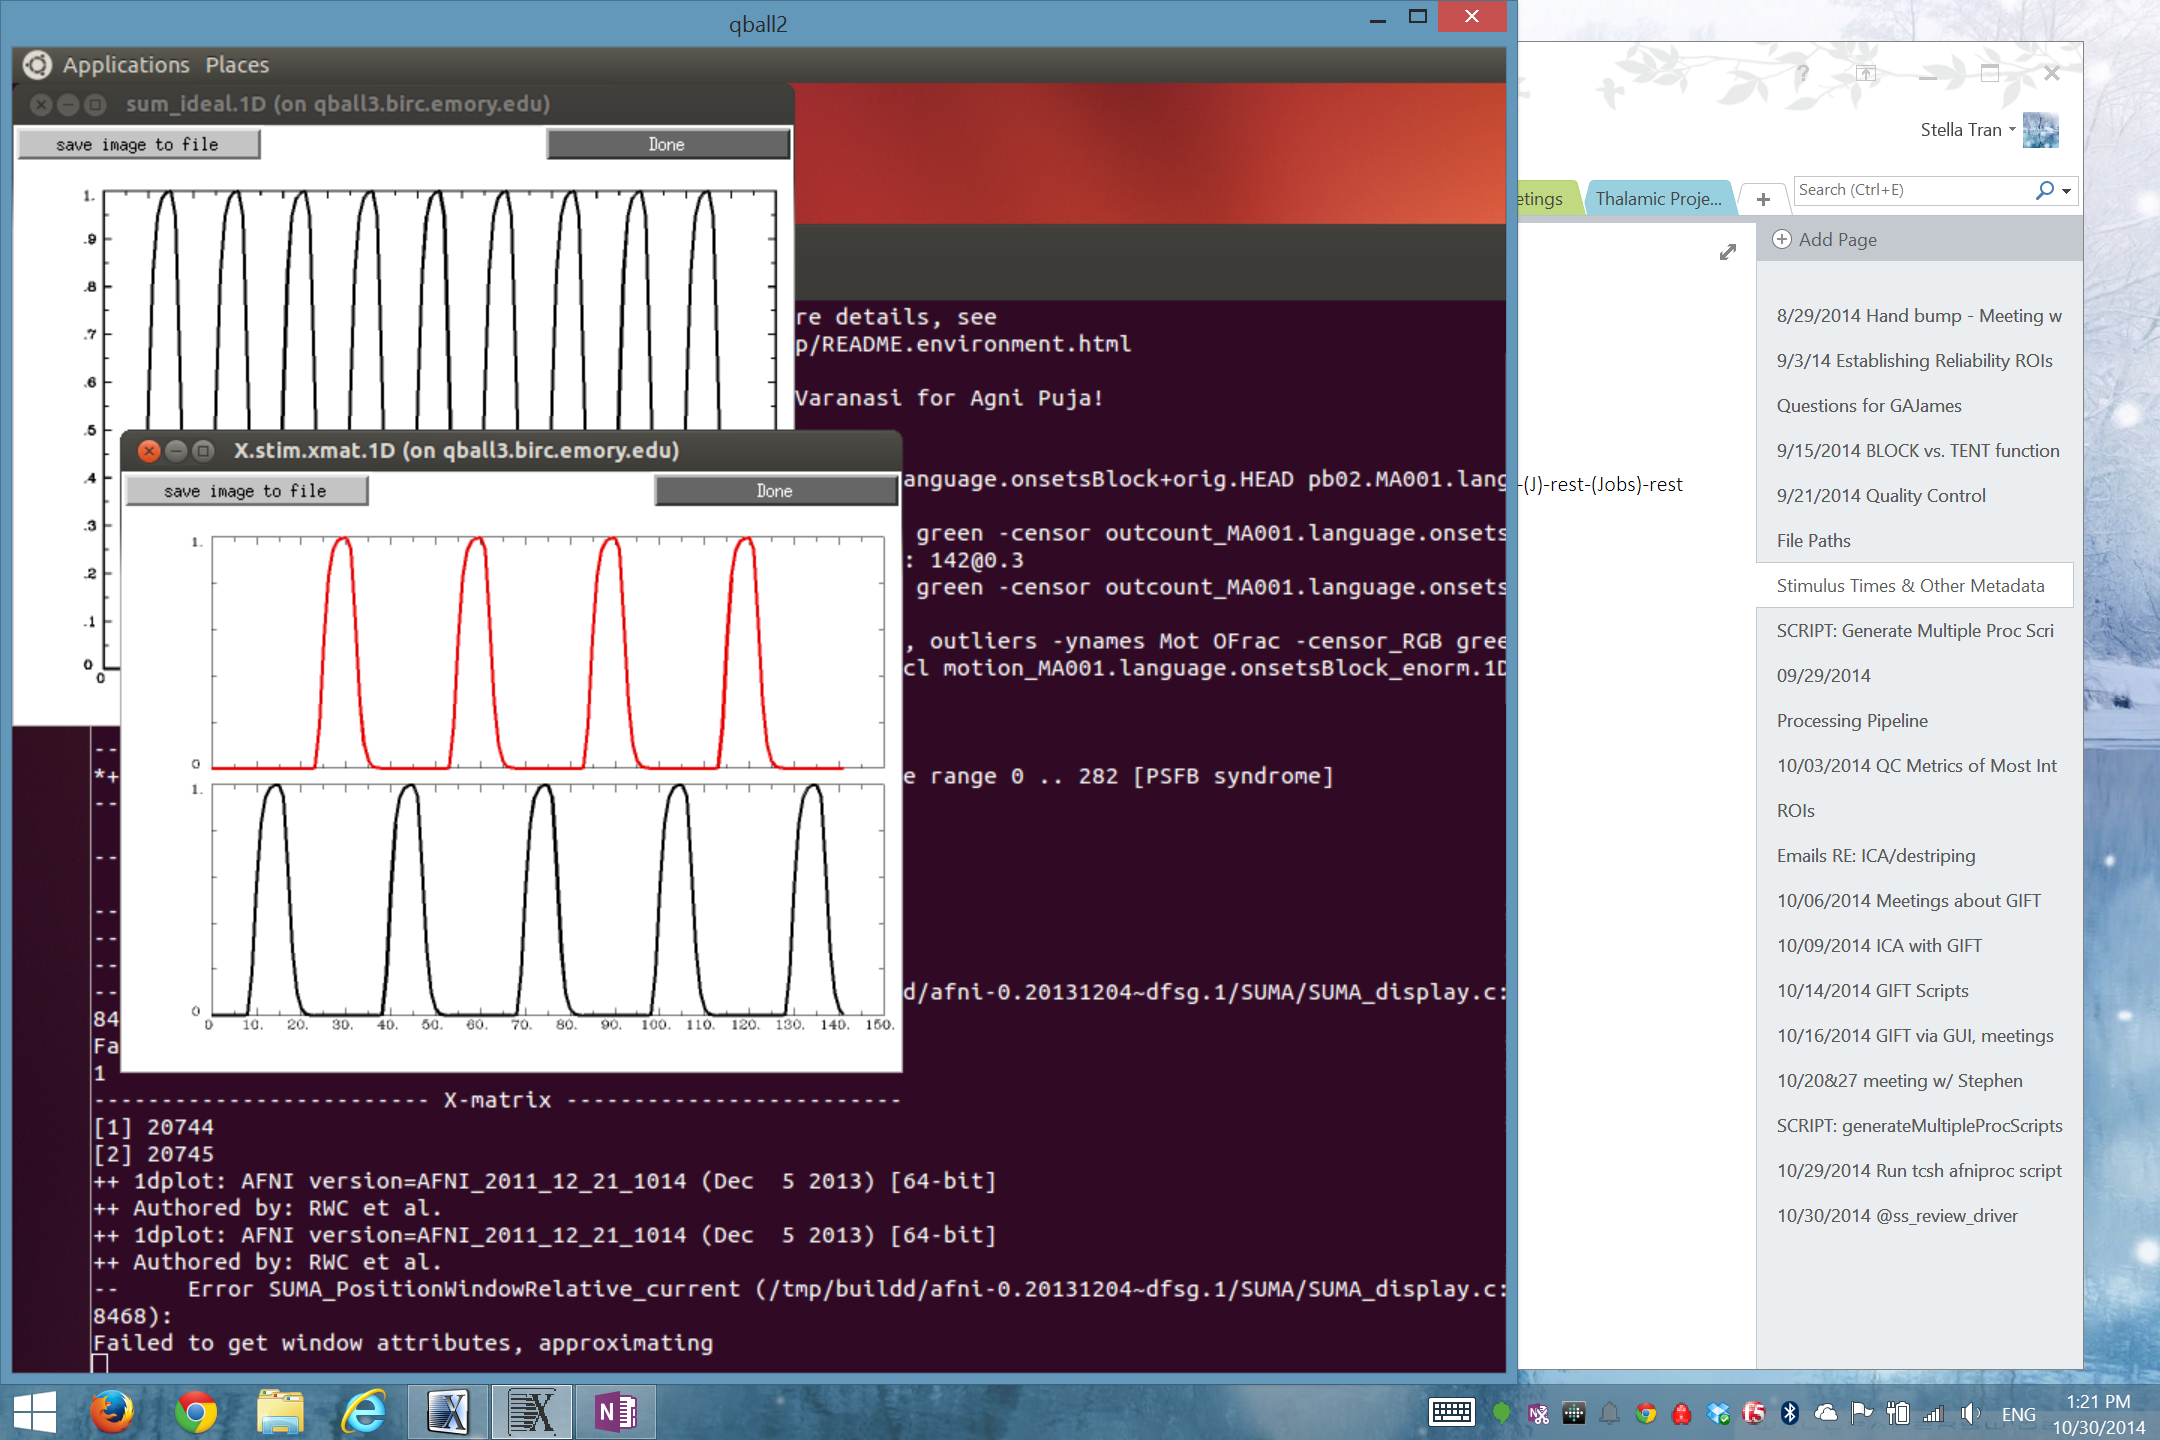 qball2
Applications Places
sum_ideal.1D (on qball3.birc.emory.edu)
save image to file
Done
1.
.9
.8
.7
.6
.5
.4
.3
.2
.1
0
0
re details, see
p/README.environment.html
Varanasi for Agni Puja!
X.stim.xmat.1D (on qball3.birc.emory.edu)
save image to file
Done
1.
0
1.
0
0 10. 20. 30. 40. 50. 60. 70. 80. 90. 100. 110. 120. 130. 140. 150.
anguage.onsetsBlock+orig.HEAD pb02.MA001.lang
green -censor outcount_MA001.language.onsets
: 142@0.3
green -censor outcount_MA001.language.onsets
, outliers -ynames Mot OFrac -censor_RGB gree
cl motion_MA001.language.onsetsBlock_enorm.1D
--
*+
e range 0 .. 282 [PSFB syndrome]
--
--
--
--
--
--
d/afni-0.20131204~dfsg.1/SUMA/SUMA_display.c:
84
Fa
1
------------------------- X-matrix -------------------------
[1] 20744
[2] 20745
++ 1dplot: AFNI version=AFNI_2011_12_21_1014 (Dec  5 2013) [64-bit]
++ Authored by: RWC et al.
++ 1dplot: AFNI version=AFNI_2011_12_21_1014 (Dec  5 2013) [64-bit]
++ Authored by: RWC et al.
--     Error SUMA_PositionWindowRelative_current (/tmp/buildd/afni-0.20131204~dfsg.1/SUMA/SUMA_display.c:
8468):
Failed to get window attributes, approximating
Stella Tran
etings
Thalamic Proje...
Search (Ctrl+E)
-(J)-rest-(Jobs)-rest
Add Page
8/29/2014 Hand bump - Meeting w
9/3/14 Establishing Reliability ROIs
Questions for GAJames
9/15/2014 BLOCK vs. TENT function
9/21/2014 Quality Control
File Paths
Stimulus Times & Other Metadata
SCRIPT: Generate Multiple Proc Scri
09/29/2014
Processing Pipeline
10/03/2014 QC Metrics of Most Int
ROIs
Emails RE: ICA/destriping
10/06/2014 Meetings about GIFT
10/09/2014 ICA with GIFT
10/14/2014 GIFT Scripts
10/16/2014 GIFT via GUI, meetings
10/20&27 meeting w/ Stephen
SCRIPT: generateMultipleProcScripts
10/29/2014 Run tcsh afniproc script
10/30/2014 @ss_review_driver
ENG
1:21 PM
10/30/2014